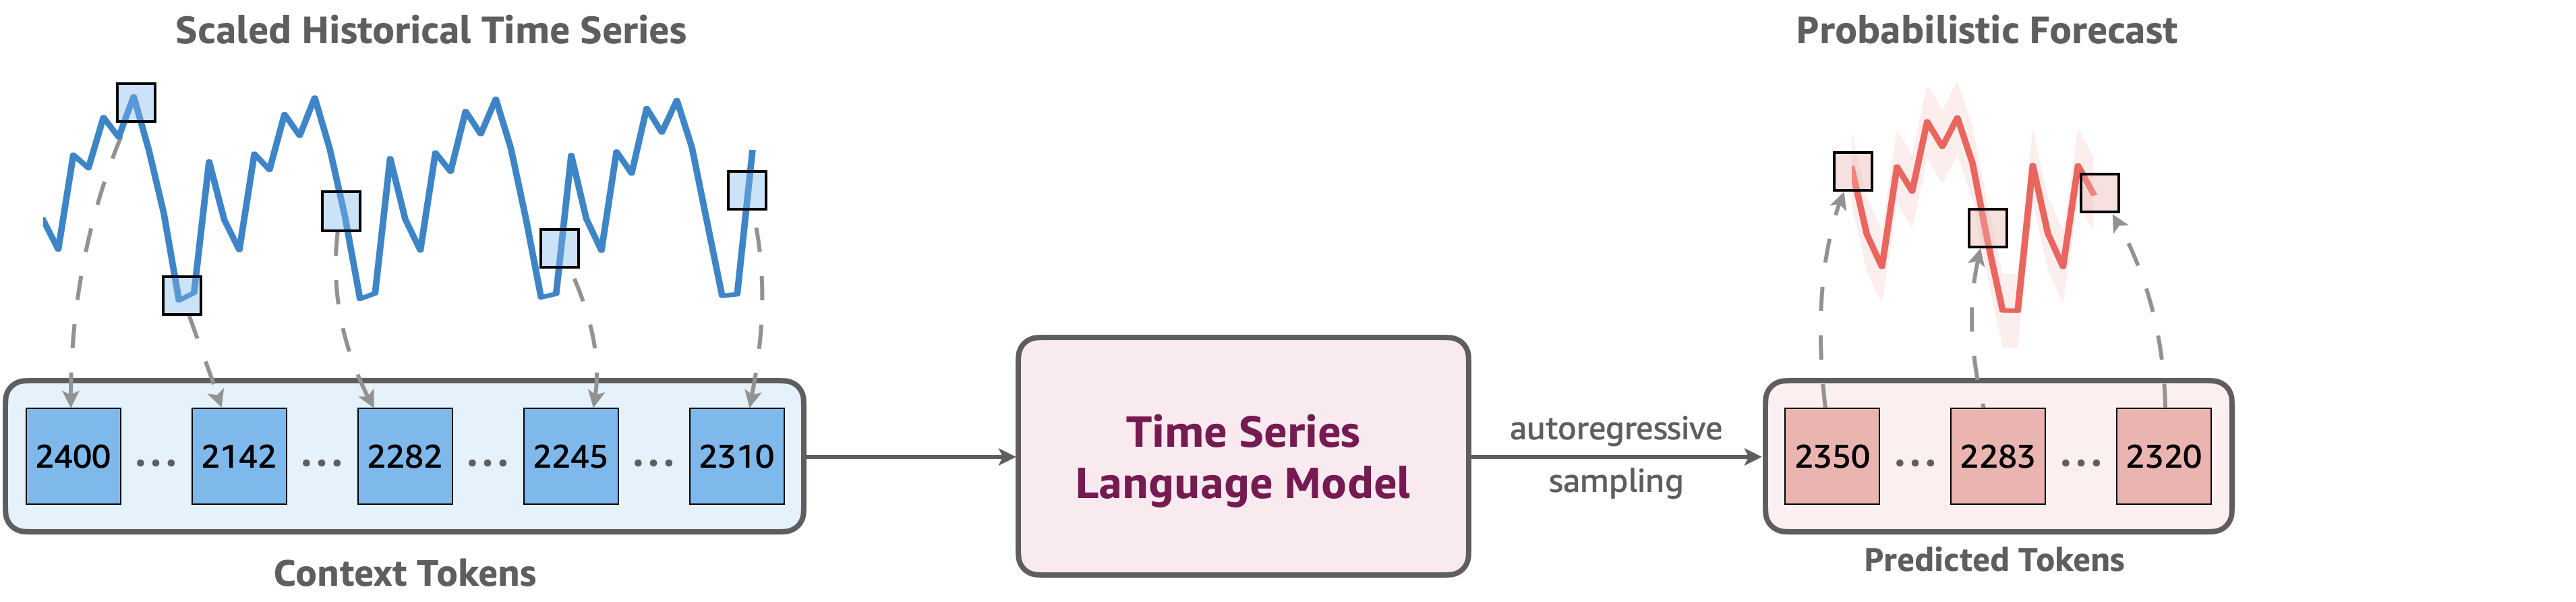 Scaled Historical Time Series
Probabilistic Forecast
2400 ... 2142 ... 2282 ... 2245 ... 2310
Context Tokens
Time Series
Language Model
autoregressive
sampling
2350 ... 2283 ... 2320
Predicted Tokens